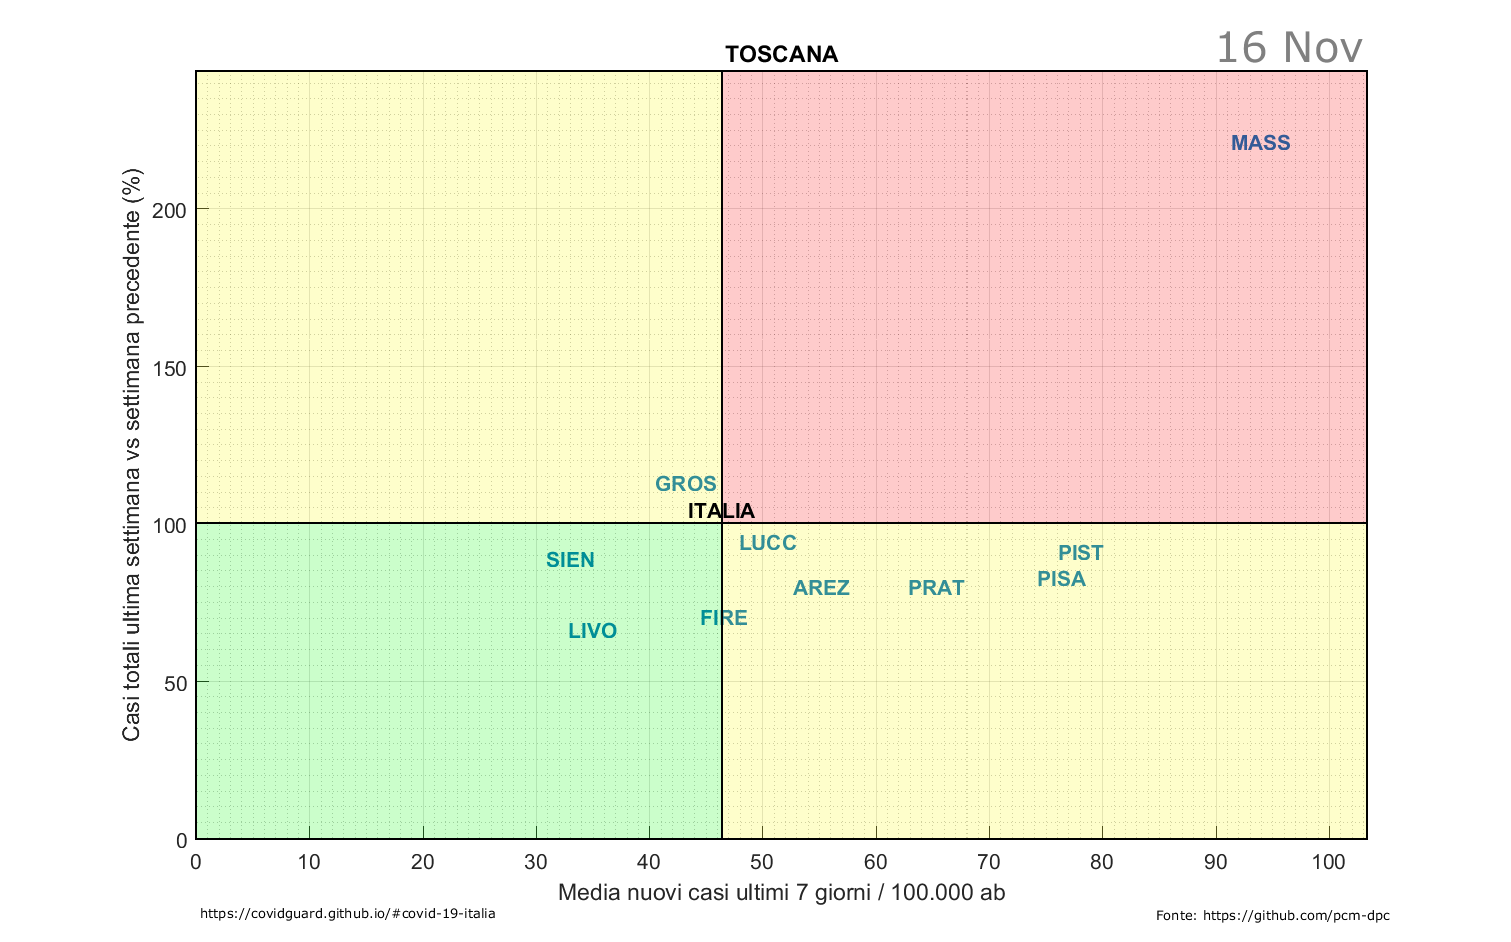 TOSCANA
16 Nov
MASS
Casi totali ultima settimana vs settimana precedente (%)
200
150
GROS
ITALIA
100
LUCC
PIST
SIEN
PISA
AREZ
PRAT
FIRE
LIVO
50
0
0 10 20 30 40 50 60 70 80 90 100
Media nuovi casi ultimi 7 giorni / 100.000 ab
https://covidguard.github.io/#covid-19-italia
Fonte: https://github.com/pcm-dpc